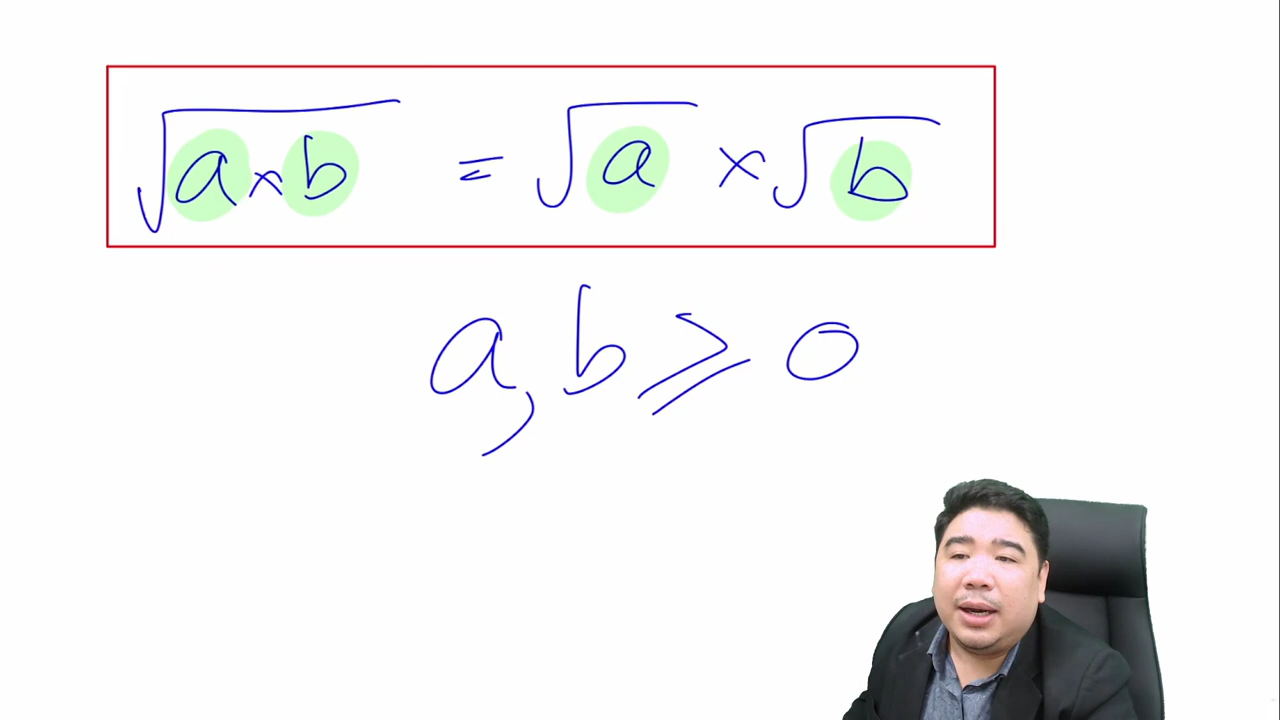 √(a×b) = √a × √b
a, b ≥ 0